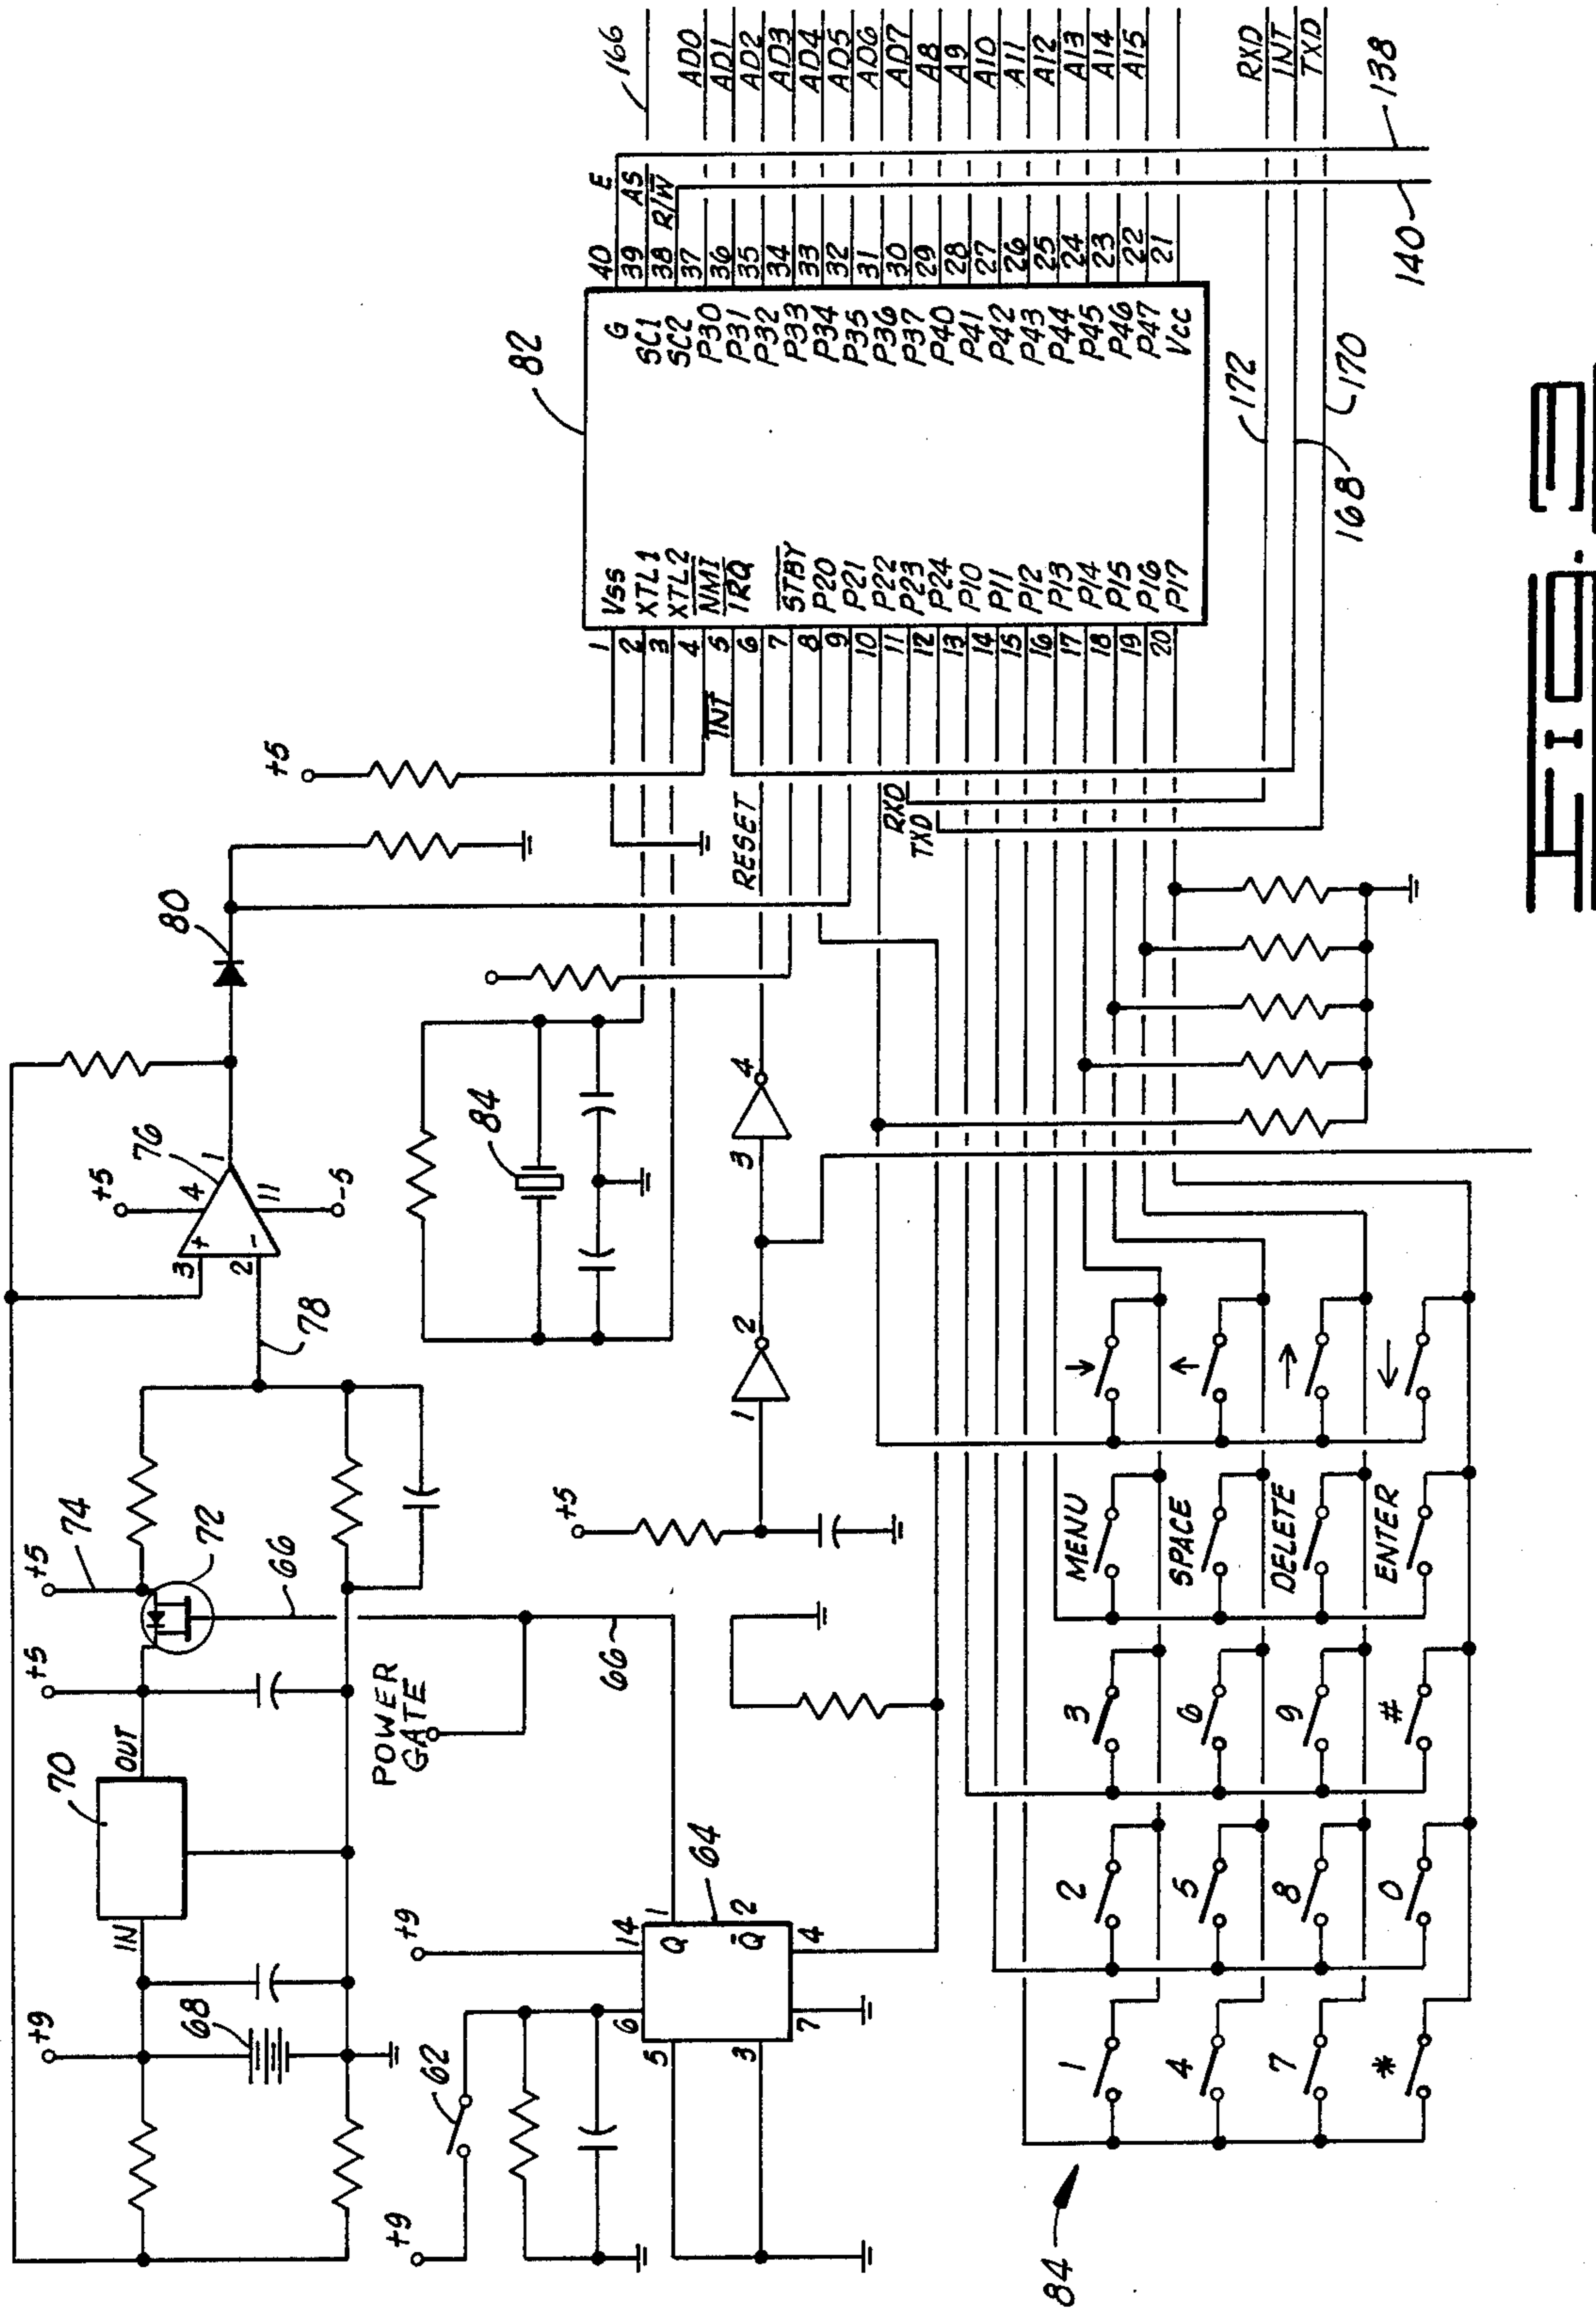 +9
68
IN
70
OUT
+5
+5
74
72
66
78
3
2
+
-
+5
4
76
1
11
-5
80
+5
+9
62
+9
6
14
5
3
7
4
1
2
Q
Q̅
64
POWER
GATE
66
+5
1
2
3
4
84
RESET
INT
RXD
TXD
82
1 Vss
2 XTL1
3 XTL2
4 NMI
5 IRQ
6
7 STBY
8 P20
9 P21
10 P22
11 P23
12 P24
13 P10
14 P11
15 P12
16 P13
17 P14
18 P15
19 P16
20 P17
G 40 E
SC1 39 AS
SC2 38 R/W̅
P30 37 AD0
P31 36 AD1
P32 35 AD2
P33 34 AD3
P34 33 AD4
P35 32 AD5
P36 31 AD6
P37 30 AD7
P40 29 A8
P41 28 A9
P42 27 A10
P43 26 A11
P44 25 A12
P45 24 A13
P46 23 A14
P47 22 A15
Vcc 21
166
172
168
170
RXD
INT
TXD
138
140
84
1 2 3 MENU ↓
4 5 6 SPACE ↑
7 8 9 DELETE →
* 0 # ENTER ←
FIG. 3